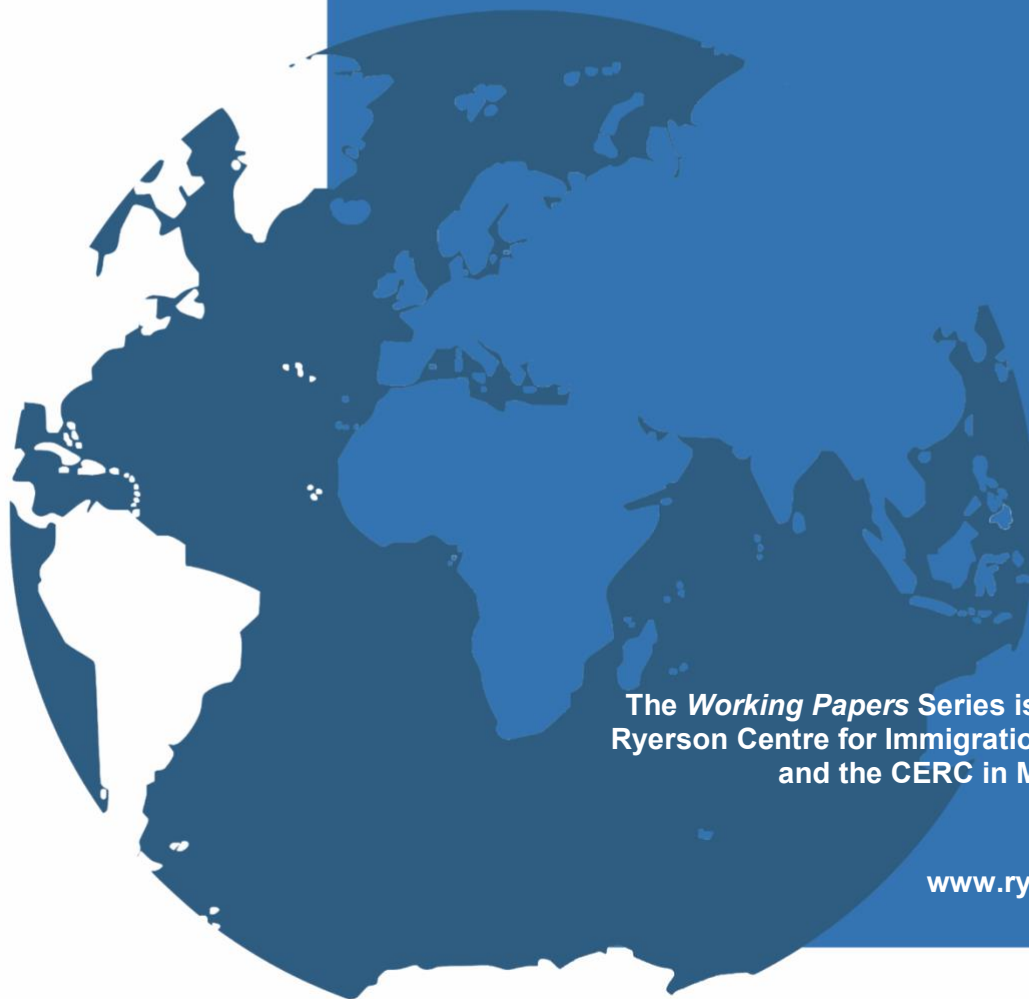 The Working Papers Series is
Ryerson Centre for Immigratio
and the CERC in M
www.ry